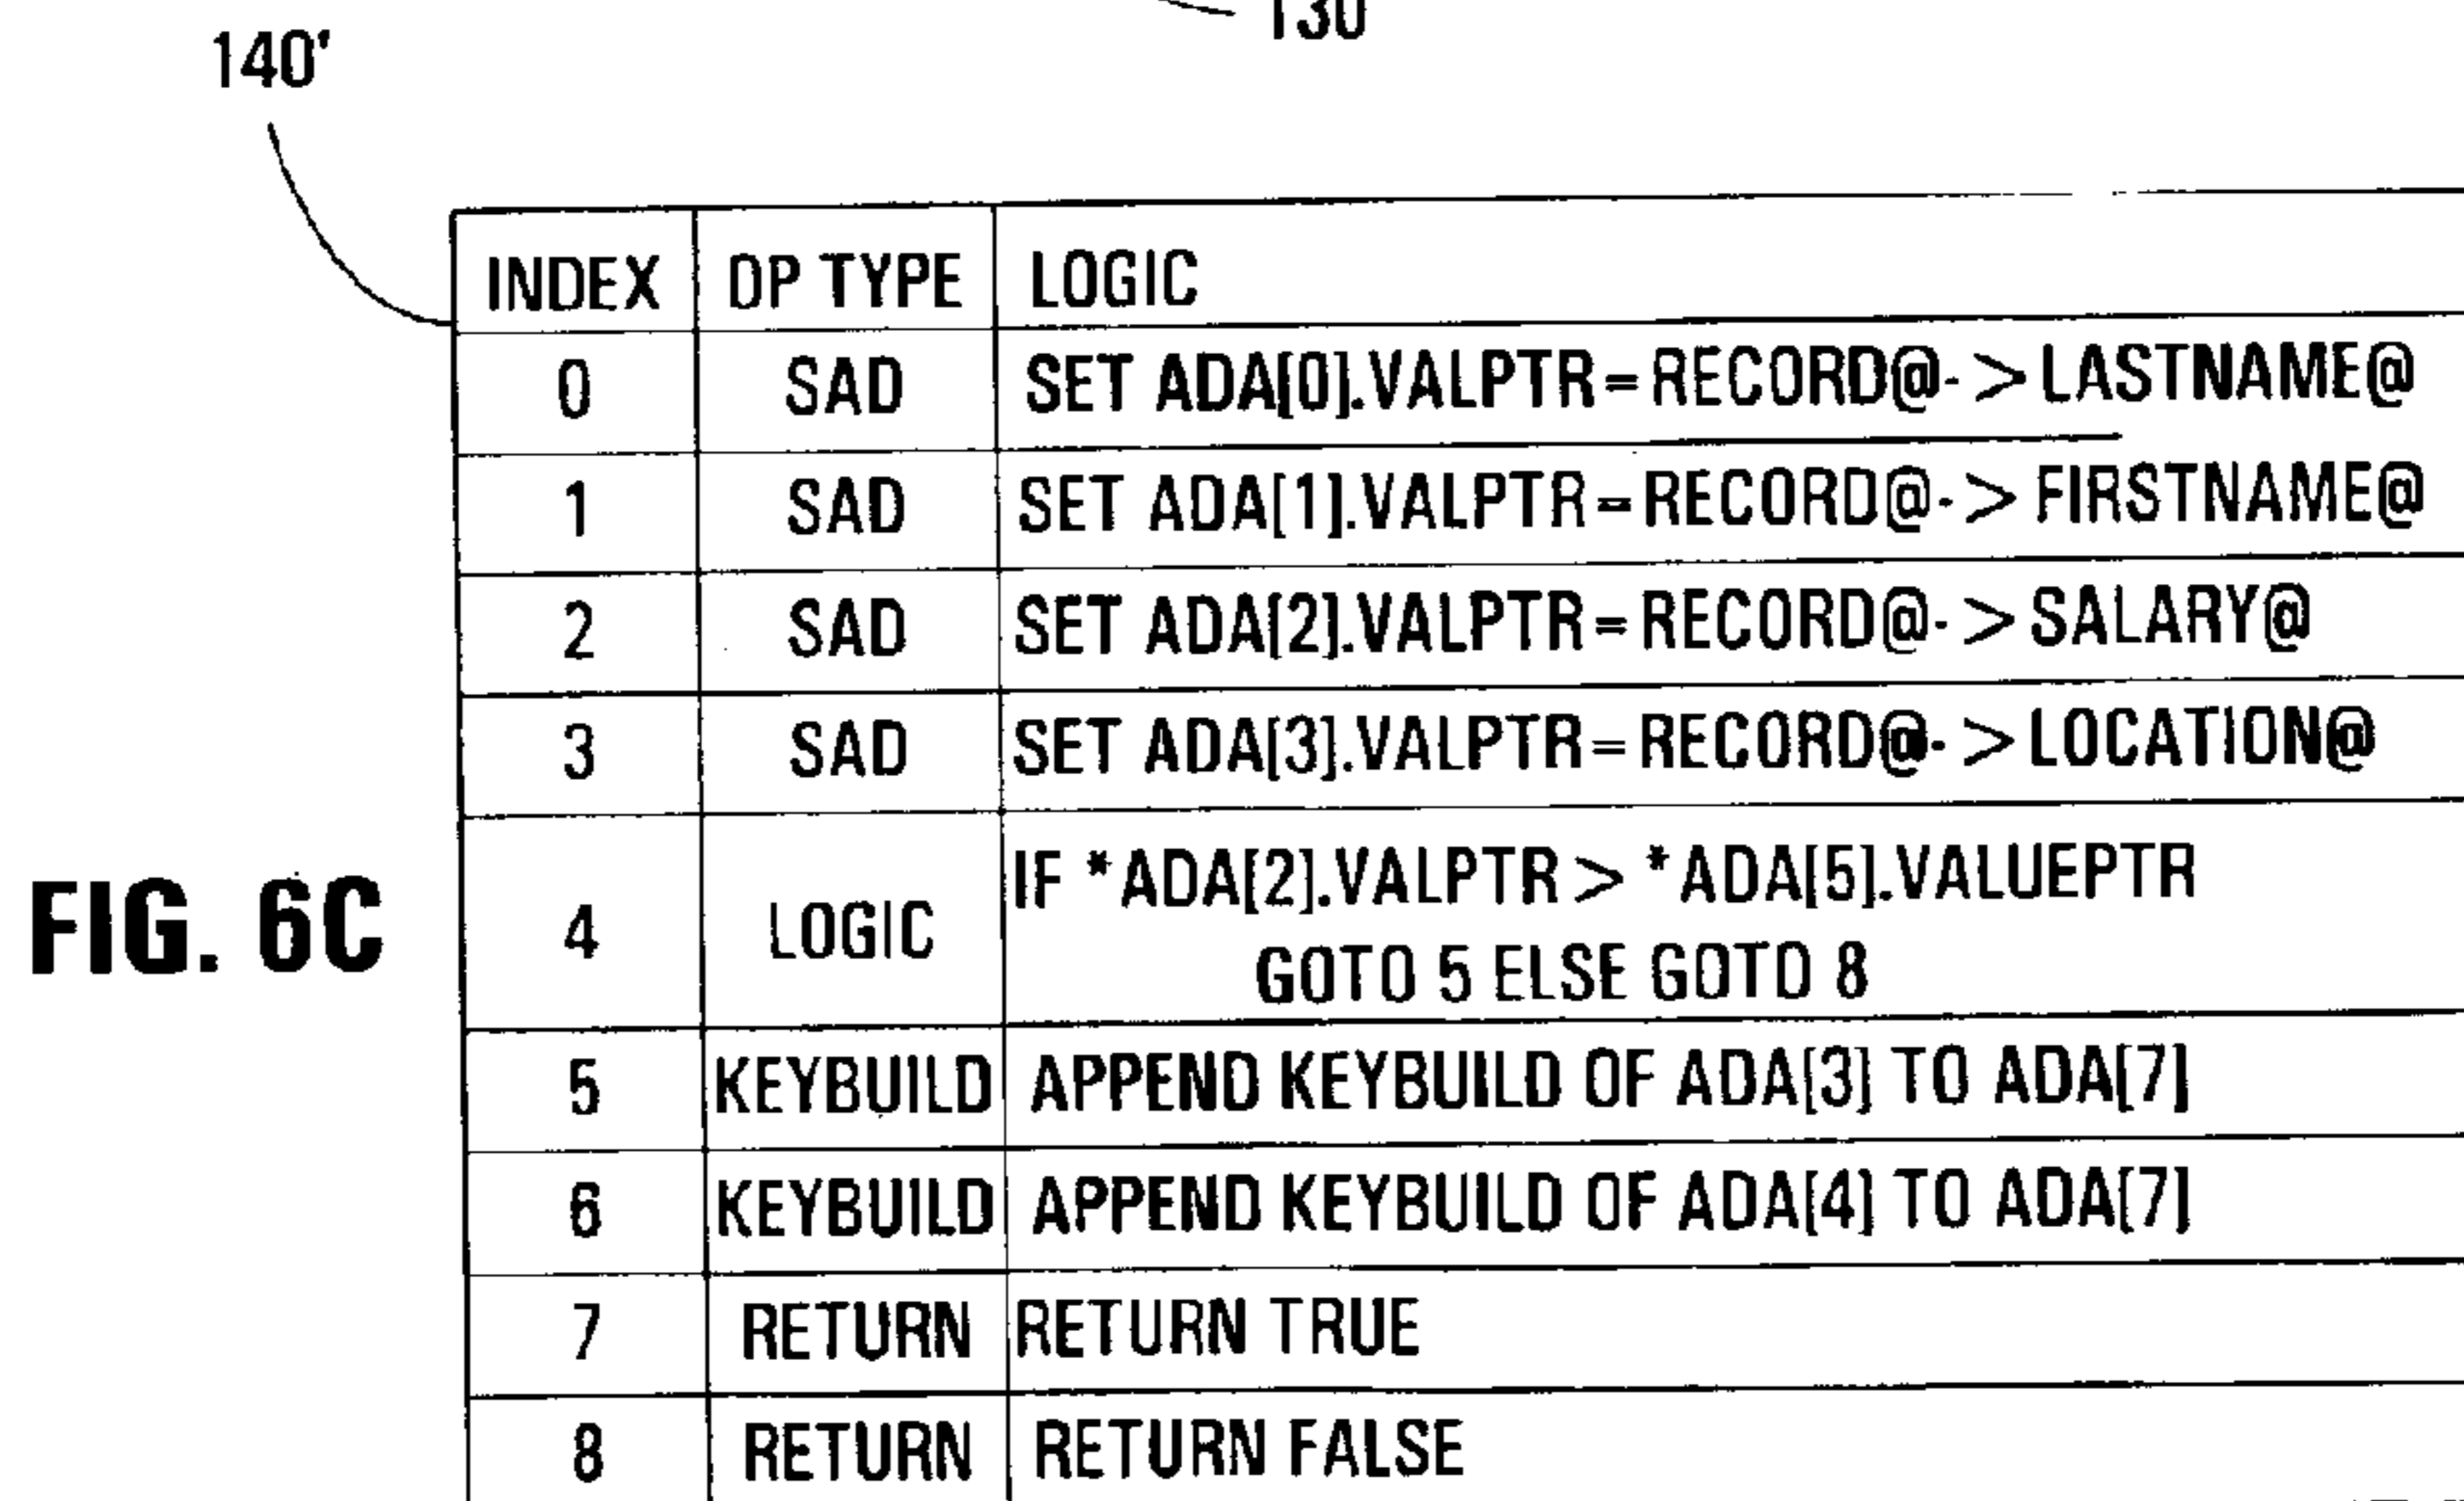 130
140'
INDEX OP TYPE LOGIC
0 SAD SET ADA[0].VALPTR=RECORD@->LASTNAME@
1 SAD SET ADA[1].VALPTR=RECORD@->FIRSTNAME@
2 SAD SET ADA[2].VALPTR=RECORD@->SALARY@
3 SAD SET ADA[3].VALPTR=RECORD@->LOCATION@
4 LOGIC IF *ADA[2].VALPTR > *ADA[5].VALUEPTR
GOTO 5 ELSE GOTO 8
FIG. 6C
5 KEYBUILD APPEND KEYBUILD OF ADA[3] TO ADA[7]
6 KEYBUILD APPEND KEYBUILD OF ADA[4] TO ADA[7]
7 RETURN RETURN TRUE
8 RETURN RETURN FALSE